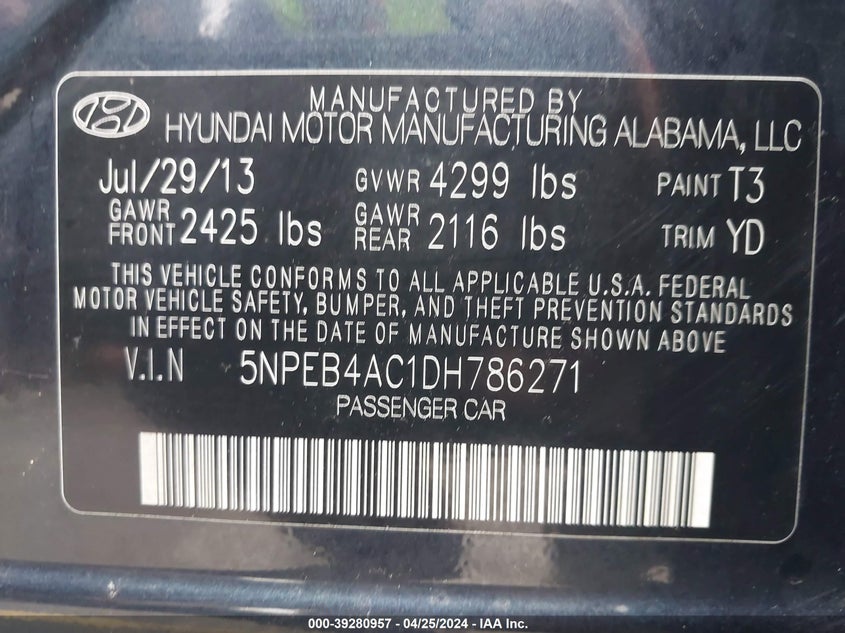 MANUFACTURED BY
HYUNDAI MOTOR MANUFACTURING ALABAMA, LLC
Jul/29/13 GVWR 4299 lbs PAINT T3
GAWR FRONT 2425 lbs GAWR REAR 2116 lbs TRIM YD
THIS VEHICLE CONFORMS TO ALL APPLICABLE U.S.A. FEDERAL
MOTOR VEHICLE SAFETY, BUMPER, AND THEFT PREVENTION STANDARDS
IN EFFECT ON THE DATE OF MANUFACTURE SHOWN ABOVE
V.I.N 5NPEB4AC1DH786271
PASSENGER CAR
000-39280957 - 04/25/2024 - IAA Inc.